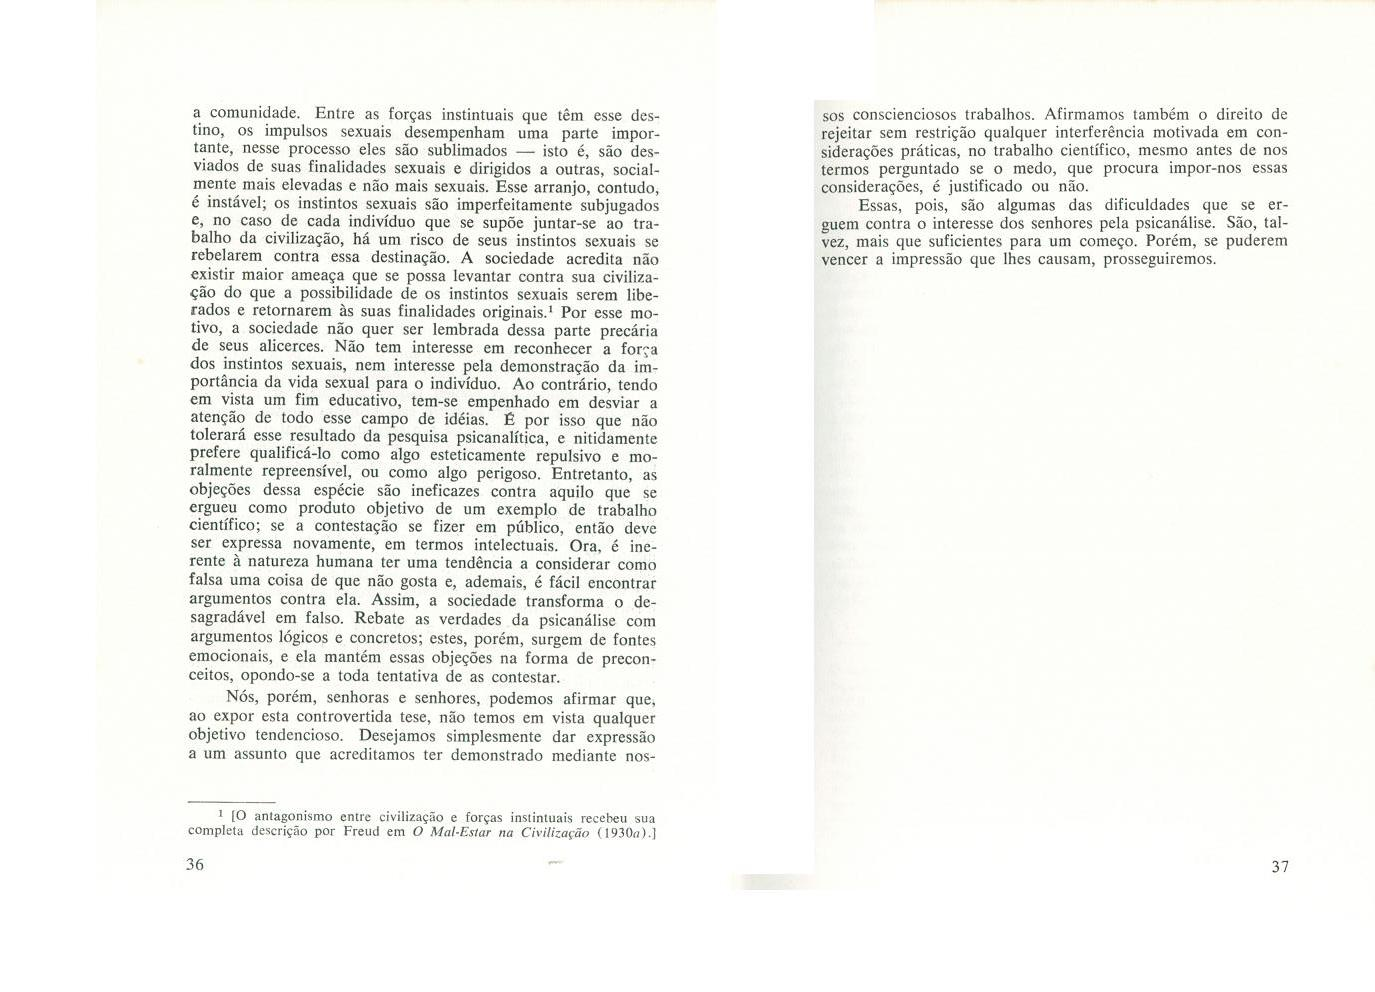 a comunidade. Entre as forças instintuais que têm esse des-
tino, os impulsos sexuais desempenham uma parte impor-
tante, nesse processo eles são sublimados — isto é, são des-
viados de suas finalidades sexuais e dirigidos a outras, social-
mente mais elevadas e não mais sexuais. Esse arranjo, contudo,
é instável; os instintos sexuais são imperfeitamente subjugados
e, no caso de cada indivíduo que se supõe juntar-se ao tra-
balho da civilização, há um risco de seus instintos sexuais se
rebelarem contra essa destinação. A sociedade acredita não
existir maior ameaça que se possa levantar contra sua civiliza-
ção do que a possibilidade de os instintos sexuais serem libe-
rados e retornarem às suas finalidades originais.¹ Por esse mo-
tivo, a sociedade não quer ser lembrada dessa parte precária
de seus alicerces. Não tem interesse em reconhecer a força
dos instintos sexuais, nem interesse pela demonstração da im-
portância da vida sexual para o indivíduo. Ao contrário, tendo
em vista um fim educativo, tem-se empenhado em desviar a
atenção de todo esse campo de idéias. É por isso que não
tolerará esse resultado da pesquisa psicanalítica, e nitidamente
prefere qualificá-lo como algo esteticamente repulsivo e mo-
ralmente repreensível, ou como algo perigoso. Entretanto, as
objeções dessa espécie são ineficazes contra aquilo que se
ergueu como produto objetivo de um exemplo de trabalho
científico; se a contestação se fizer em público, então deve
ser expressa novamente, em termos intelectuais. Ora, é ine-
rente à natureza humana ter uma tendência a considerar como
falsa uma coisa de que não gosta e, ademais, é fácil encontrar
argumentos contra ela. Assim, a sociedade transforma o de-
sagradável em falso. Rebate as verdades da psicanálise com
argumentos lógicos e concretos; estes, porém, surgem de fontes
emocionais, e ela mantém essas objeções na forma de precon-
ceitos, opondo-se a toda tentativa de as contestar.
Nós, porém, senhoras e senhores, podemos afirmar que,
ao expor esta controvertida tese, não temos em vista qualquer
objetivo tendencioso. Desejamos simplesmente dar expressão
a um assunto que acreditamos ter demonstrado mediante nos-
¹ [O antagonismo entre civilização e forças instintuais recebeu sua
completa descrição por Freud em O Mal-Estar na Civilização (1930a).]
36
sos conscienciosos trabalhos. Afirmamos também o direito de
rejeitar sem restrição qualquer interferência motivada em con-
siderações práticas, no trabalho científico, mesmo antes de nos
termos perguntado se o medo, que procura impor-nos essas
considerações, é justificado ou não.
Essas, pois, são algumas das dificuldades que se er-
guem contra o interesse dos senhores pela psicanálise. São, tal-
vez, mais que suficientes para um começo. Porém, se puderem
vencer a impressão que lhes causam, prosseguiremos.
37